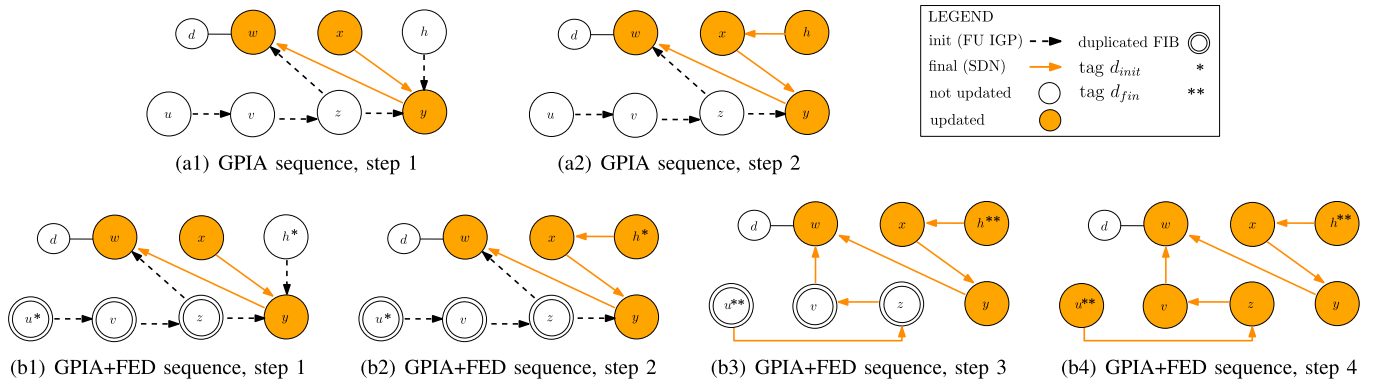 d w x h
u v z y
(a1) GPIA sequence, step 1
d w x h
u v z y
(a2) GPIA sequence, step 2
LEGEND
init (FU IGP) duplicated FIB
final (SDN) tag d_init *
not updated tag d_fin **
updated
d w x h*
u* v z y
(b1) GPIA+FED sequence, step 1
d w x h*
u* v z y
(b2) GPIA+FED sequence, step 2
d w x h**
u** v z y
(b3) GPIA+FED sequence, step 3
d w x h**
u** v z y
(b4) GPIA+FED sequence, step 4